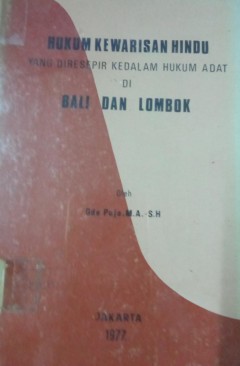 HUKUM KEWARISAN HINDU
YANG DIRESEPIR KEDALAM HUKUM ADAT
DI
BALI DAN LOMBOK
Oleh
Gde Puja. M.A. S.H
JAKARTA
1977